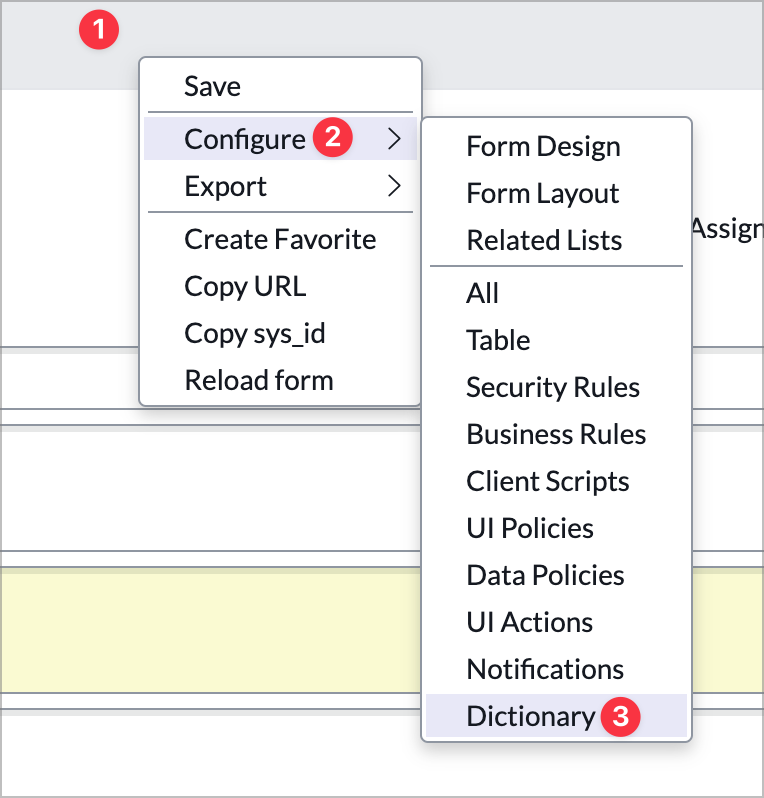 1
Save
Configure 2
Export
Create Favorite
Copy URL
Copy sys_id
Reload form
Form Design
Form Layout
Related Lists
Assign
All
Table
Security Rules
Business Rules
Client Scripts
UI Policies
Data Policies
UI Actions
Notifications
Dictionary 3